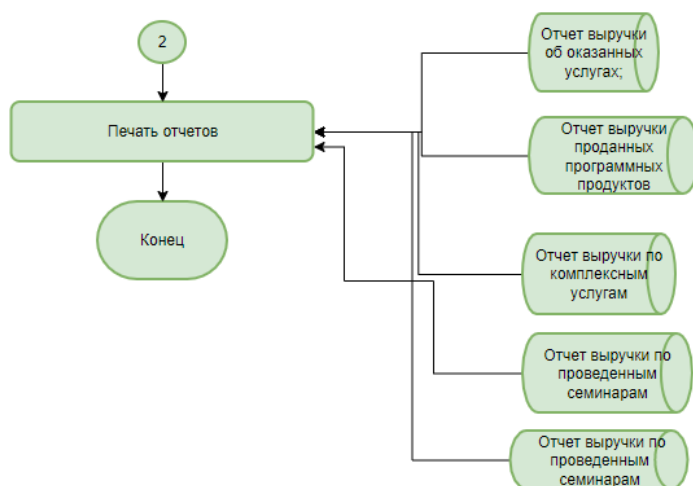 2
Печать отчетов
Конец
Отчет выручки
об оказанных
услугах;
Отчет выручки
проданных
программных
продуктов
Отчет выручки по
комплексным
услугам
Отчет выручки по
проведенным
семинарам
Отчет выручки по
проведенным
семинарам